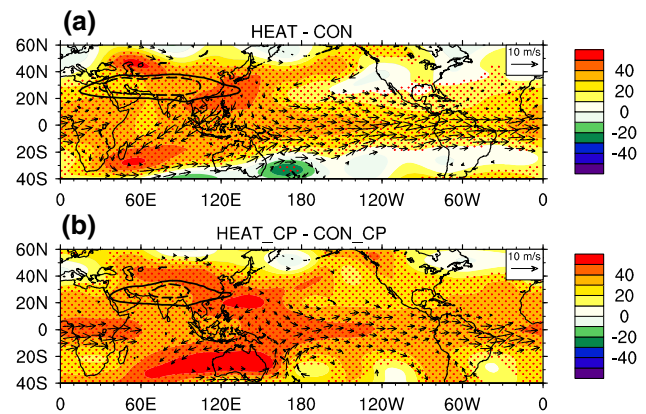 (a)
HEAT - CON
60N
40N
20N
0
20S
40S
10 m/s
60E 120E 180 120W 60W 0
40
20
0
-20
-40
(b)
HEAT_CP - CON_CP
60N
40N
20N
0
20S
40S
10 m/s
0 60E 120E 180 120W 60W 0
40
20
0
-20
-40